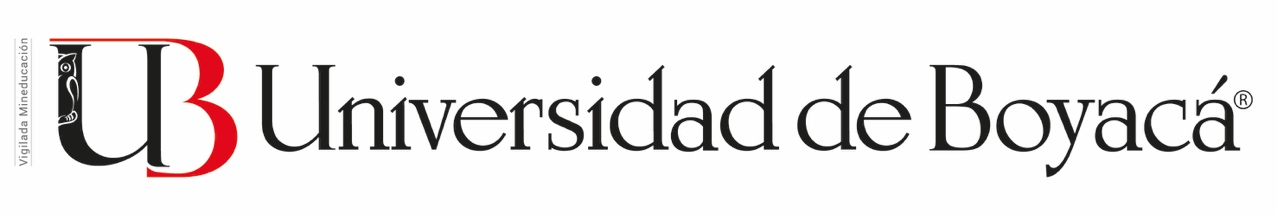 Vigilada Mineducación
UB
Universidad de Boyacá®